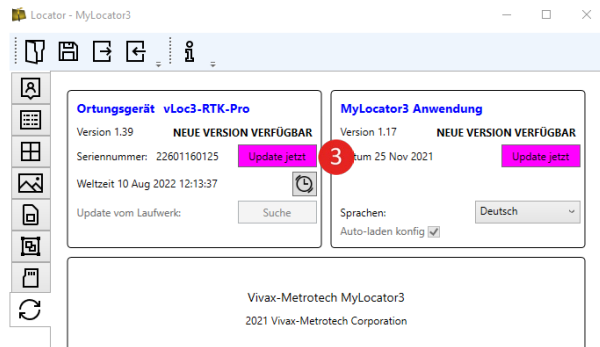 Locator - MyLocator3
Ortungsgerät vLoc3-RTK-Pro
Version 1.39 NEUE VERSION VERFÜGBAR
Seriennummer: 22601160125 Update jetzt
Weltzeit 10 Aug 2022 12:13:37
Update vom Laufwerk: Suche
3
MyLocator3 Anwendung
Version 1.17 NEUE VERSION VERFÜGBAR
tum 25 Nov 2021 Update jetzt
Sprachen: Deutsch
Auto-laden konfig
Vivax-Metrotech MyLocator3
2021 Vivax-Metrotech Corporation